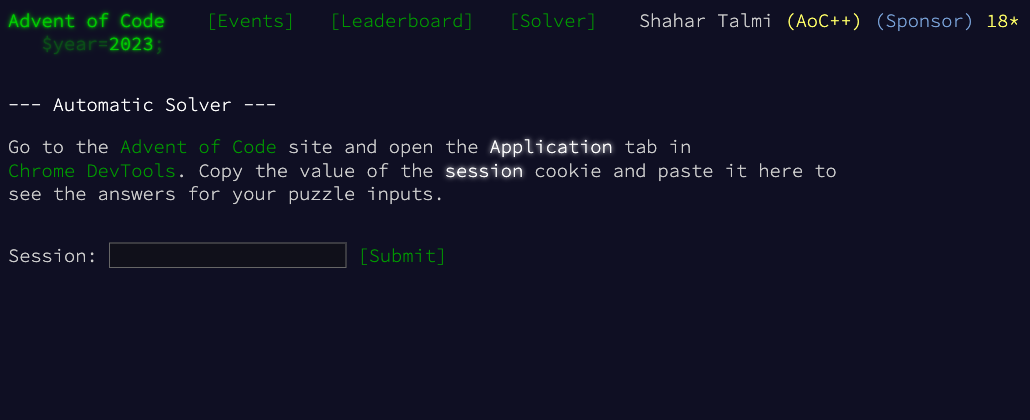 Advent of Code [Events] [Leaderboard] [Solver] Shahar Talmi (AoC++) (Sponsor) 18*
$year=2023;
--- Automatic Solver ---
Go to the Advent of Code site and open the Application tab in
Chrome DevTools. Copy the value of the session cookie and paste it here to
see the answers for your puzzle inputs.
Session: [Submit]